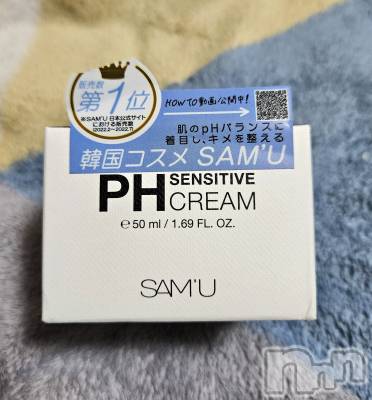 販売数
第1位
※SAM'U 日本公式サイト
における販売数
(2022.2〜2022.7)
HOW TO動画公開中!
肌のpHバランスに
着目し、キメを整える
韓国コスメ SAM'U
PH SENSITIVE
CREAM
℮ 50 ml / 1.69 FL. OZ.
SAM'U